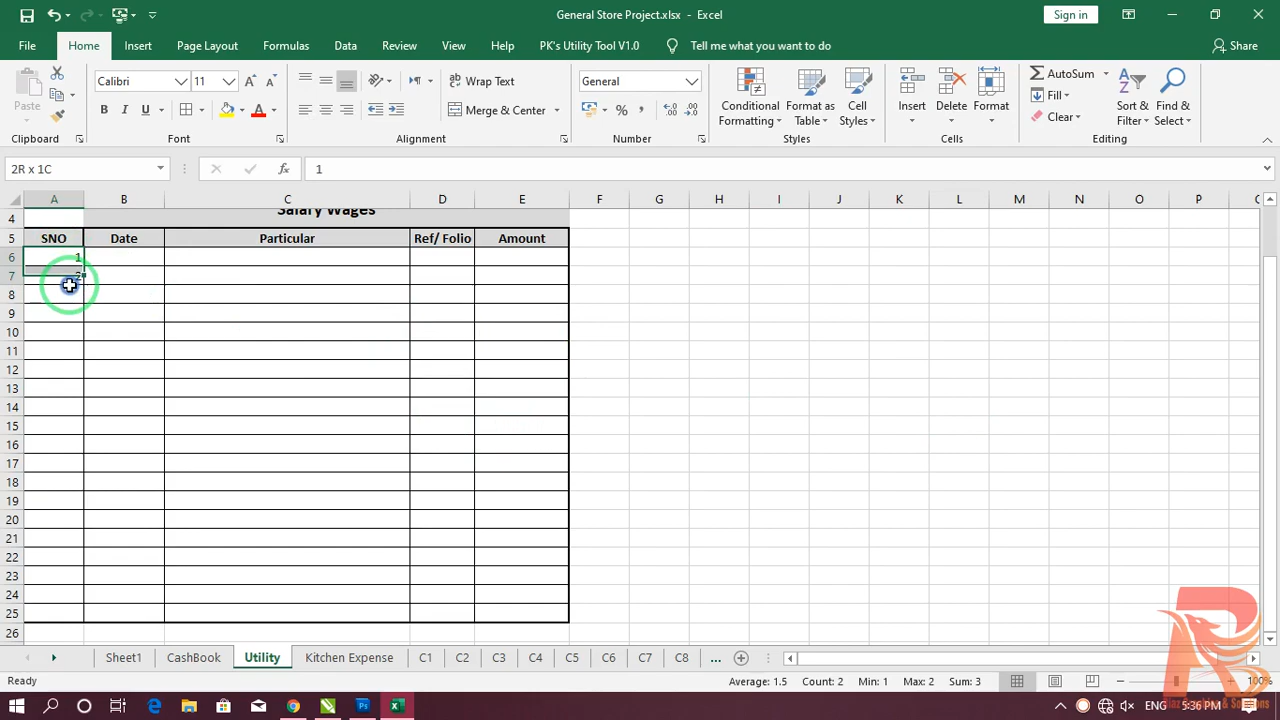 General Store Project.xlsx - Excel
Sign in
File Home Insert Page Layout Formulas Data Review View Help PK's Utility Tool V1.0 Tell me what you want to do Share
Paste
Calibri 11
B I U
Wrap Text
Merge & Center
General
Conditional Formatting
Format as Table
Cell Styles
Insert Delete Format
AutoSum
Fill
Clear
Sort & Filter
Find & Select
Clipboard Font Alignment Number Styles Cells Editing
2R x 1C fx 1
A B C D E F G H I J K L M N O P
4 Salary Wages
5 SNO Date Particular Ref/ Folio Amount
6 1
7 2
8
9
10
11
12
13
14
15
16
17
18
19
20
21
22
23
24
25
26
Sheet1 CashBook Utility Kitchen Expense C1 C2 C3 C4 C5 C6 C7 C8 ...
Ready Average: 1.5 Count: 2 Min: 1 Max: 2 Sum: 3 100%
ENG 5:36 PM